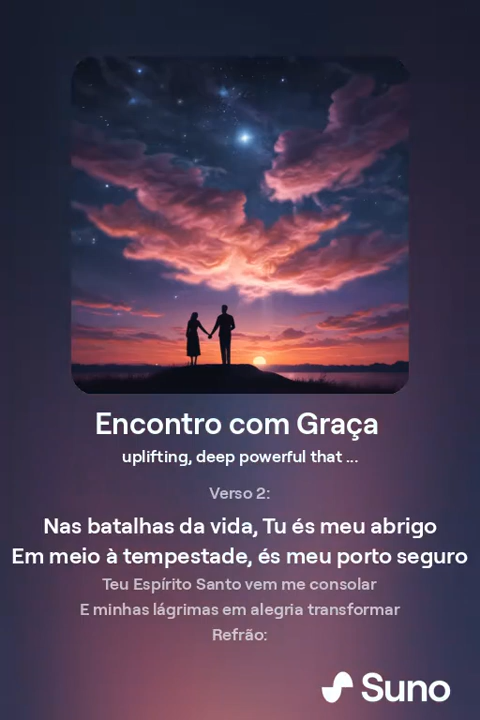 Encontro com Graça
uplifting, deep powerful that ...
Verso 2:
Nas batalhas da vida, Tu és meu abrigo
Em meio à tempestade, és meu porto seguro
Teu Espírito Santo vem me consolar
E minhas lágrimas em alegria transformar
Refrão:
Suno